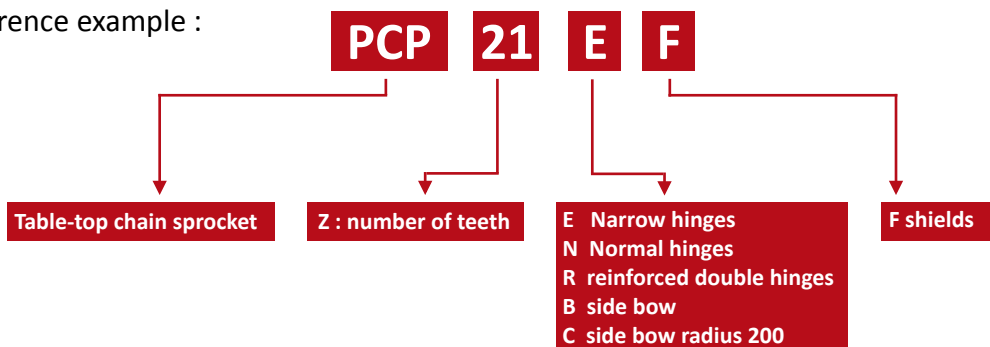 rence example :
PCP 21 E F
Table-top chain sprocket
Z : number of teeth
E Narrow hinges
N Normal hinges
R reinforced double hinges
B side bow
C side bow radius 200
F shields